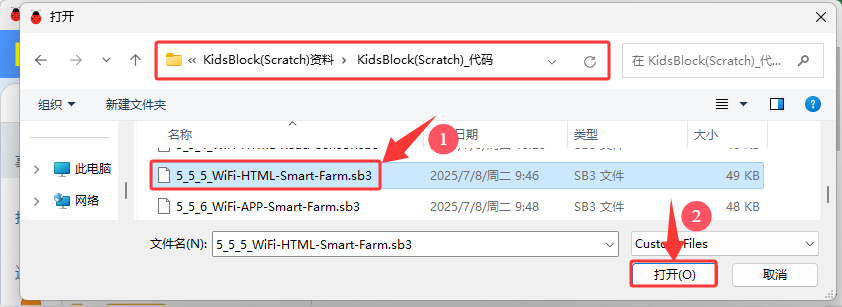 打开
« KidsBlock(Scratch)资料 › KidsBlock(Scratch)_代码
在 KidsBlock(Scratch)_代...
组织
新建文件夹
名称
日期
类型
大小
此电脑
5_5_5_WiFi-HTML-Smart-Farm.sb3 2025/7/8/周二 9:46 SB3 文件 49 KB
网络
5_5_6_WiFi-APP-Smart-Farm.sb3 2025/7/8/周二 9:48 SB3 文件 48 KB
1
2
文件名(N): 5_5_5_WiFi-HTML-Smart-Farm.sb3
Files
打开(O)
取消